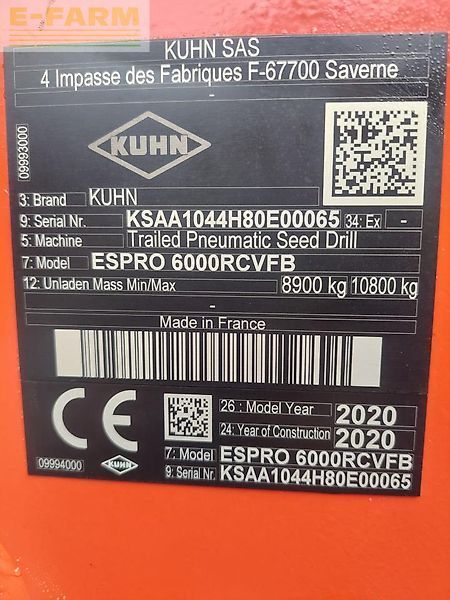 E-FARM
KUHN SAS
4 Impasse des Fabriques F-67700 Saverne
-
09993000
KUHN
3: Brand KUHN
9: Serial Nr. KSAA1044H80E00065 34: Ex -
5: Machine Trailed Pneumatic Seed Drill
7: Model ESPRO 6000RCVFB
12: Unladen Mass Min/Max 8900 kg 10800 kg
-
Made in France
CE
26: Model Year 2020
24: Year of Construction 2020
09994000 KUHN 7: Model ESPRO 6000RCVFB
9: Serial Nr. KSAA1044H80E00065